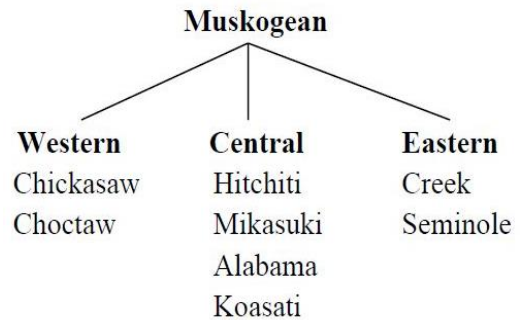 Muskogean
Western Central Eastern
Chickasaw Hitchiti Creek
Choctaw Mikasuki Seminole
Alabama
Koasati